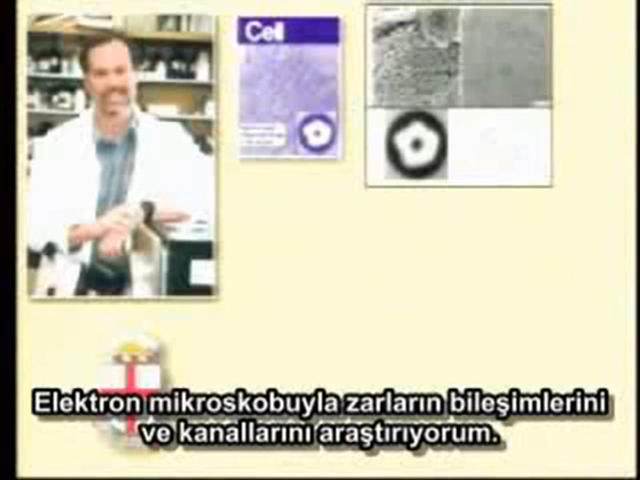 Cell
Elektron mikroskobuyla zarların bileşimlerini
ve kanallarını araştırıyorum.